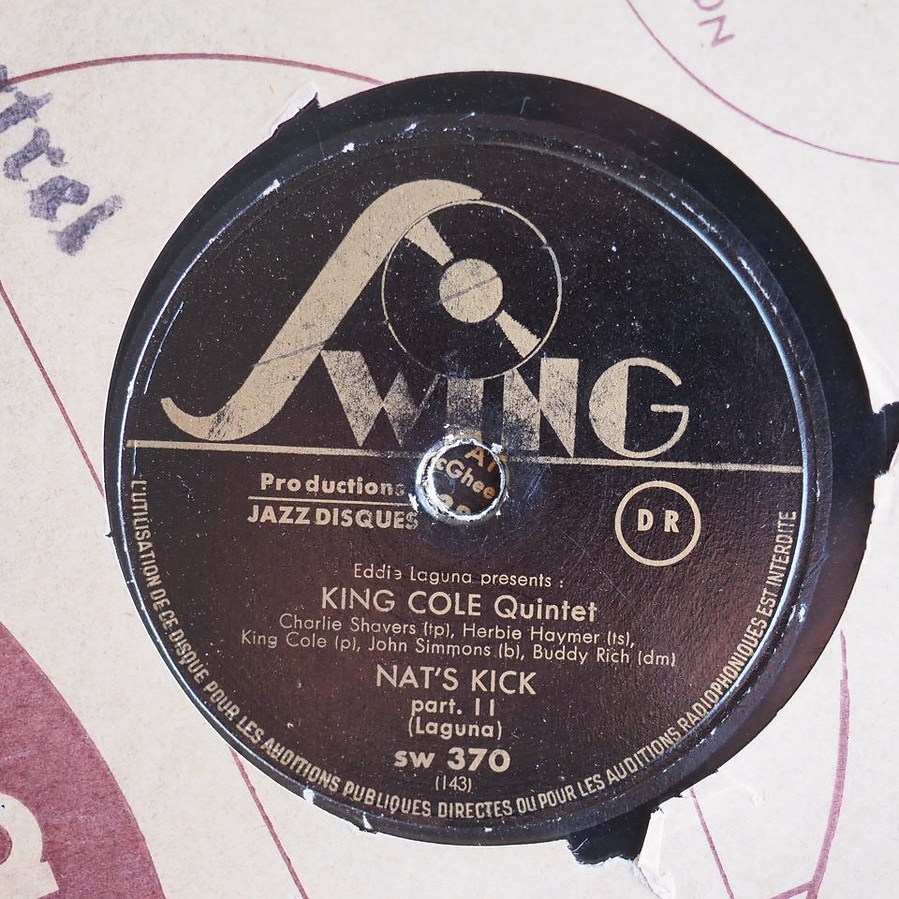 SWING
Productions
JAZZ DISQUES
DR
Eddie Laguna presents :
KING COLE Quintet
Charlie Shavers (tp), Herbie Haymer (ts),
King Cole (p), John Simmons (b), Buddy Rich (dm)
NAT'S KICK
part. II
(Laguna)
SW 370
(143)
L'UTILISATION DE CE DISQUE POUR LES AUDITIONS PUBLIQUES DIRECTES OU POUR LES AUDITIONS RADIOPHONIQUES EST INTERDITE